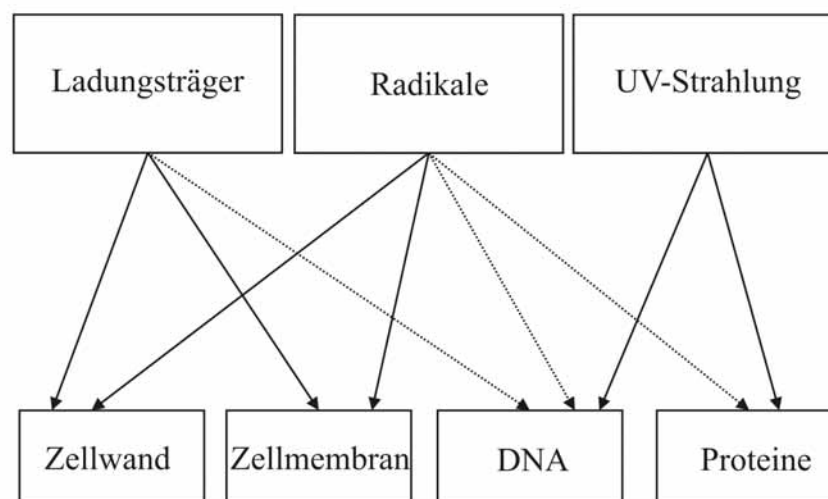 Ladungsträger
Radikale
UV-Strahlung
Zellwand
Zellmembran
DNA
Proteine